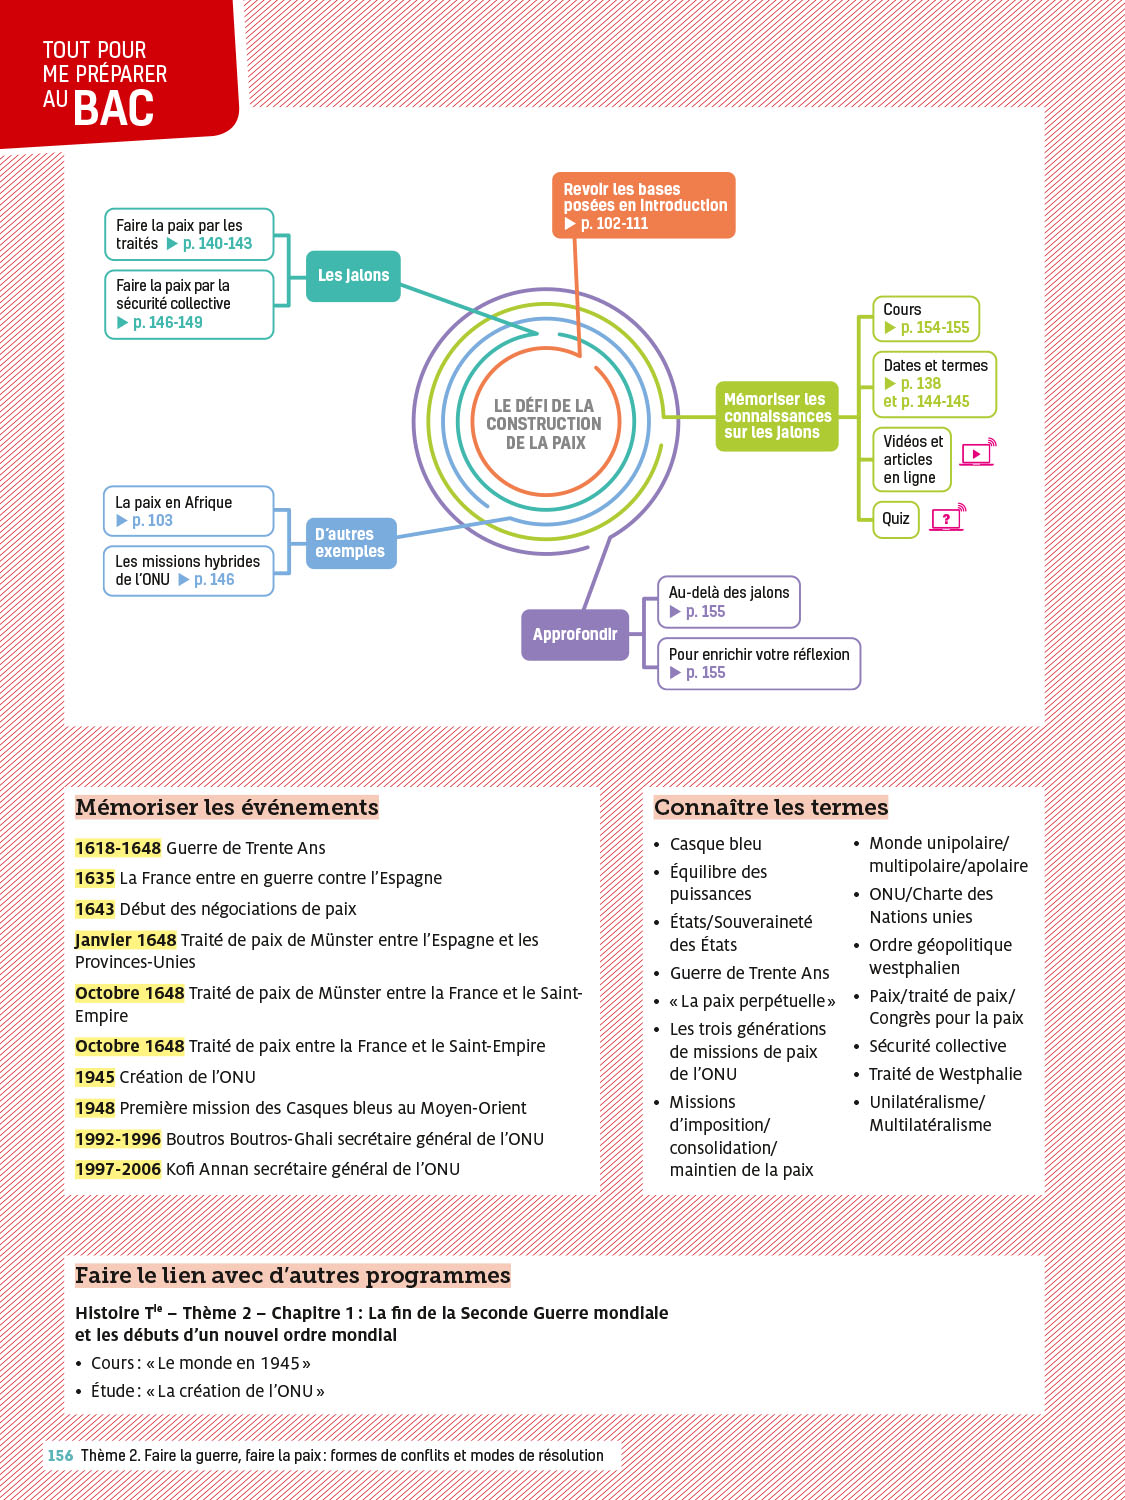 TOUT POUR
ME PRÉPARER
AU BAC
Revoir les bases
posées en introduction
▶ p. 102-111
Faire la paix par les
traités ▶ p. 140-143
Faire la paix par la
sécurité collective
▶ p. 146-149
Les jalons
LE DÉFI DE LA
CONSTRUCTION
DE LA PAIX
Mémoriser les
connaissances
sur les jalons
Cours
▶ p. 154-155
Dates et termes
▶ p. 138
et p. 144-145
Vidéos et
articles
en ligne
Quiz
?
La paix en Afrique
▶ p. 103
Les missions hybrides
de l’ONU ▶ p. 146
D’autres
exemples
Approfondir
Au-delà des jalons
▶ p. 155
Pour enrichir votre réflexion
▶ p. 155
Mémoriser les événements
1618-1648 Guerre de Trente Ans
1635 La France entre en guerre contre l’Espagne
1643 Début des négociations de paix
Janvier 1648 Traité de paix de Münster entre l’Espagne et les
Provinces-Unies
Octobre 1648 Traité de paix de Münster entre la France et le Saint-
Empire
Octobre 1648 Traité de paix entre la France et le Saint-Empire
1945 Création de l’ONU
1948 Première mission des Casques bleus au Moyen-Orient
1992-1996 Boutros Boutros-Ghali secrétaire général de l’ONU
1997-2006 Kofi Annan secrétaire général de l’ONU
Connaître les termes
• Casque bleu
• Équilibre des
puissances
• États/Souveraineté
des États
• Guerre de Trente Ans
• « La paix perpétuelle »
• Les trois générations
de missions de paix
de l’ONU
• Missions
d’imposition/
consolidation/
maintien de la paix
• Monde unipolaire/
multipolaire/apolaire
• ONU/Charte des
Nations unies
• Ordre géopolitique
westphalien
• Paix/traité de paix/
Congrès pour la paix
• Sécurité collective
• Traité de Westphalie
• Unilatéralisme/
Multilatéralisme
Faire le lien avec d’autres programmes
Histoire Tle – Thème 2 – Chapitre 1 : La fin de la Seconde Guerre mondiale
et les débuts d’un nouvel ordre mondial
• Cours : « Le monde en 1945 »
• Étude : « La création de l’ONU »
156 Thème 2. Faire la guerre, faire la paix : formes de conflits et modes de résolution